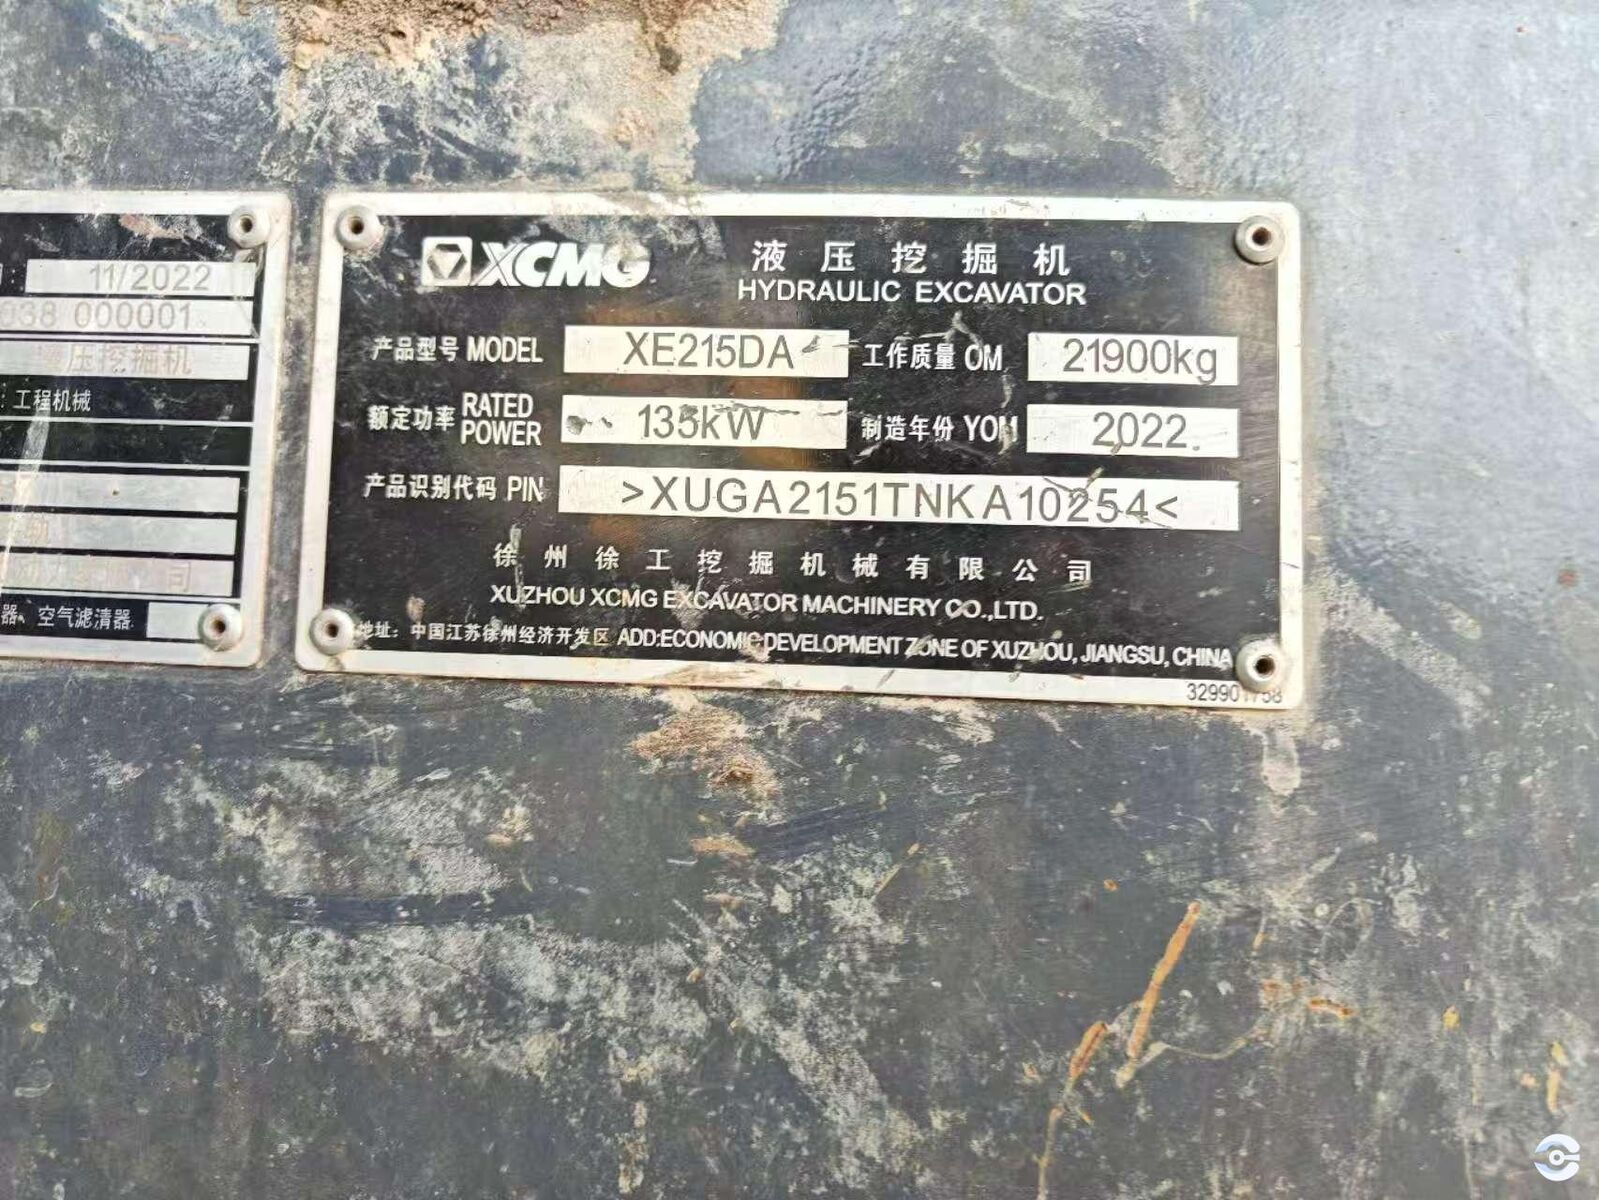 11/2022
038 000001
液压挖掘机
: 工程机械
司
器、空气滤清器
XCMG
液压挖掘机
HYDRAULIC EXCAVATOR
产品型号 MODEL XE215DA 工作质量 OM 21900kg
额定功率 RATED POWER 135kW 制造年份 YOM 2022
产品识别代码 PIN >XUGA2151TNKA10254<
徐州徐工挖掘机械有限公司
XUZHOU XCMG EXCAVATOR MACHINERY CO.,LTD.
地址：中国江苏徐州经济开发区 ADD:ECONOMIC DEVELOPMENT ZONE OF XUZHOU, JIANGSU, CHINA
329901758